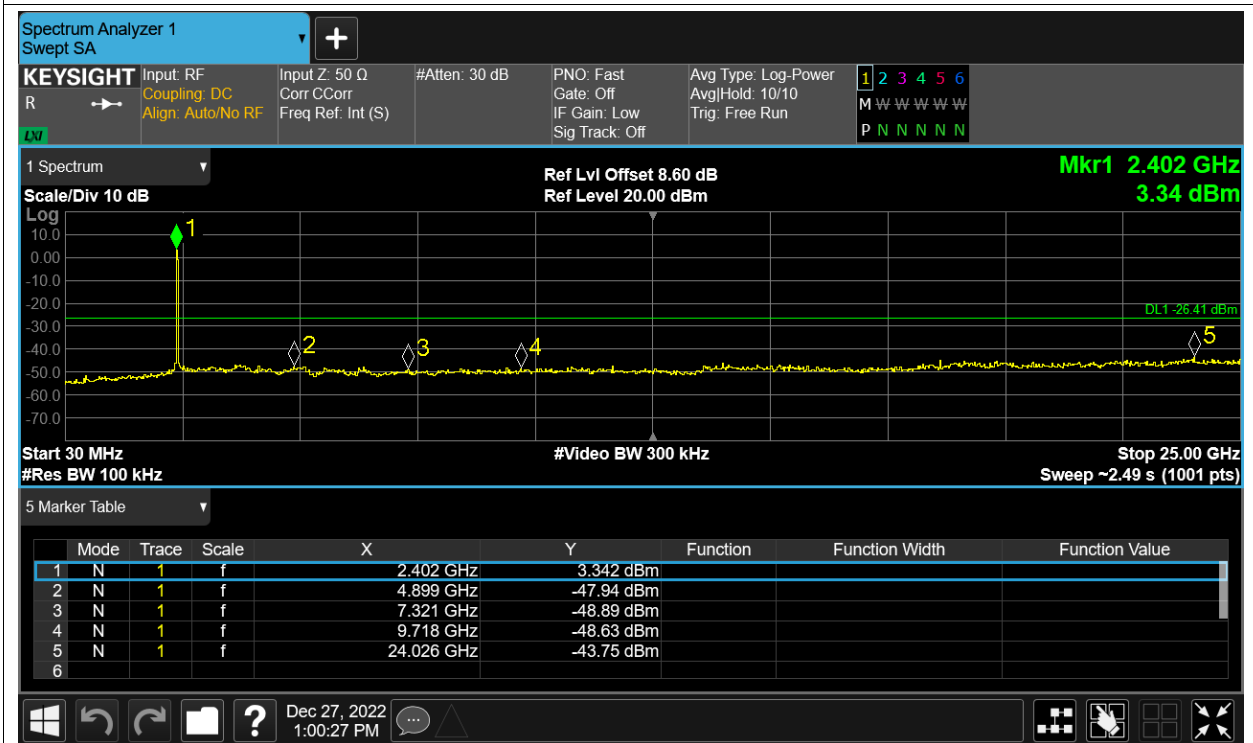 Spectrum Analyzer 1
Swept SA
+
KEYSIGHT
R
LXI
Input: RF
Coupling: DC
Align: Auto/No RF
Input Z: 50 Ω
Corr CCorr
Freq Ref: Int (S)
#Atten: 30 dB
PNO: Fast
Gate: Off
IF Gain: Low
Sig Track: Off
Avg Type: Log-Power
Avg|Hold: 10/10
Trig: Free Run
1 2 3 4 5 6
M W W W W W
P N N N N N
1 Spectrum
Scale/Div 10 dB
Ref Lvl Offset 8.60 dB
Ref Level 20.00 dBm
Mkr1 2.402 GHz
3.34 dBm
Log
10.0
0.00
-10.0
-20.0
-30.0
-40.0
-50.0
-60.0
-70.0
1
2
3
4
5
DL1 -26.41 dBm
Start 30 MHz
#Video BW 300 kHz
Stop 25.00 GHz
#Res BW 100 kHz
Sweep ~2.49 s (1001 pts)
5 Marker Table
Mode Trace Scale X Y Function Function Width Function Value
1 N 1 f 2.402 GHz 3.342 dBm
2 N 1 f 4.899 GHz -47.94 dBm
3 N 1 f 7.321 GHz -48.89 dBm
4 N 1 f 9.718 GHz -48.63 dBm
5 N 1 f 24.026 GHz -43.75 dBm
6
?
Dec 27, 2022
1:00:27 PM